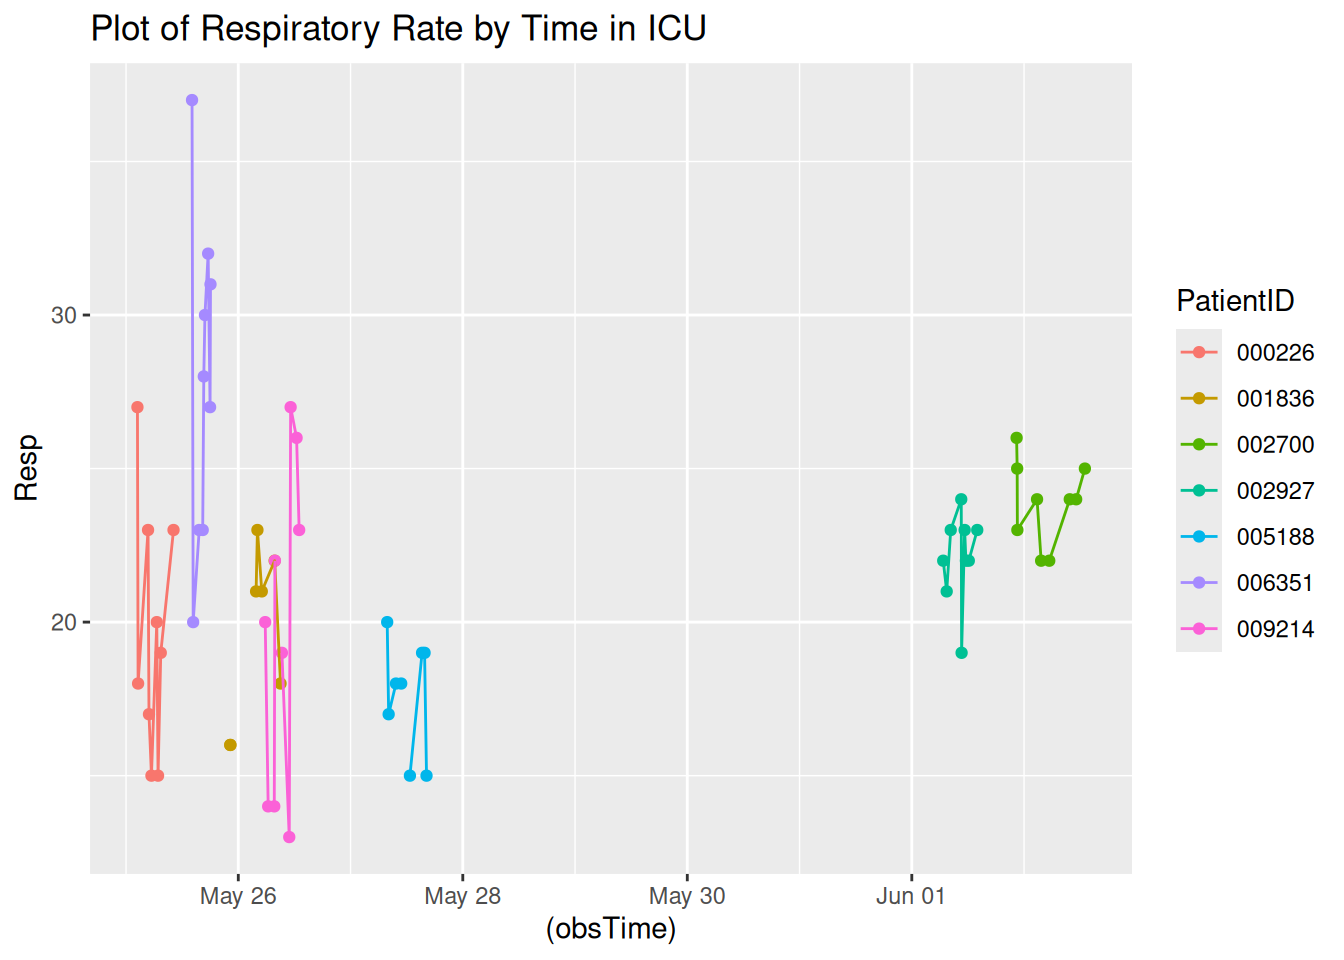 Plot of Respiratory Rate by Time in ICU
Resp
30
20
May 26
May 28
May 30
Jun 01
(obsTime)
PatientID
000226
001836
002700
002927
005188
006351
009214